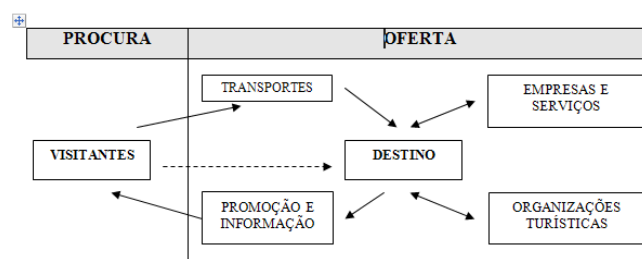 PROCURA
OFERTA
TRANSPORTES
EMPRESAS E
SERVIÇOS
VISITANTES
DESTINO
PROMOÇÃO E
INFORMAÇÃO
ORGANIZAÇÕES
TURÍSTICAS